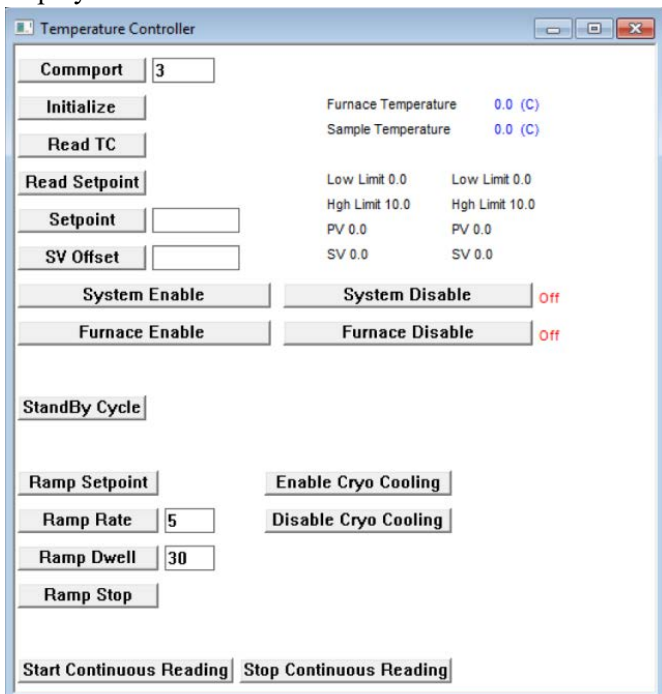 Temperature Controller
Commport 3
Initialize
Furnace Temperature 0.0 (C)
Read TC
Sample Temperature 0.0 (C)
Read Setpoint
Low Limit 0.0 Low Limit 0.0
Hgh Limit 10.0 Hgh Limit 10.0
Setpoint
PV 0.0 PV 0.0
SV Offset
SV 0.0 SV 0.0
System Enable System Disable Off
Furnace Enable Furnace Disable Off
StandBy Cycle
Ramp Setpoint Enable Cryo Cooling
Ramp Rate 5 Disable Cryo Cooling
Ramp Dwell 30
Ramp Stop
Start Continuous Reading Stop Continuous Reading